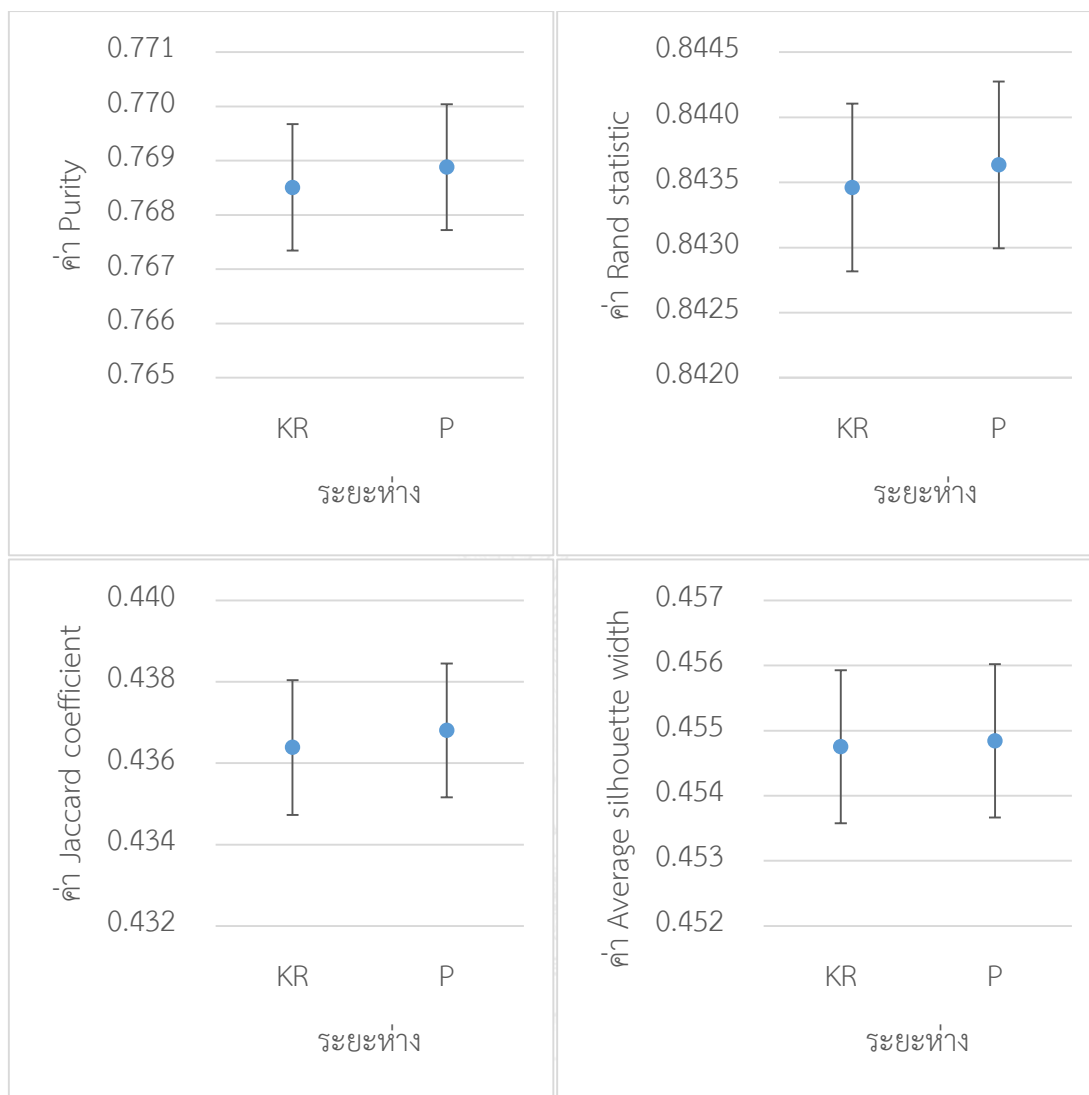 0.771
0.770
0.769
0.768
0.767
0.766
0.765
ค่า Purity
KR P
ระยะห่าง
0.8445
0.8440
0.8435
0.8430
0.8425
0.8420
ค่า Rand statistic
KR P
ระยะห่าง
0.440
0.438
0.436
0.434
0.432
ค่า Jaccard coefficient
KR P
ระยะห่าง
0.457
0.456
0.455
0.454
0.453
0.452
ค่า Average silhouette width
KR P
ระยะห่าง